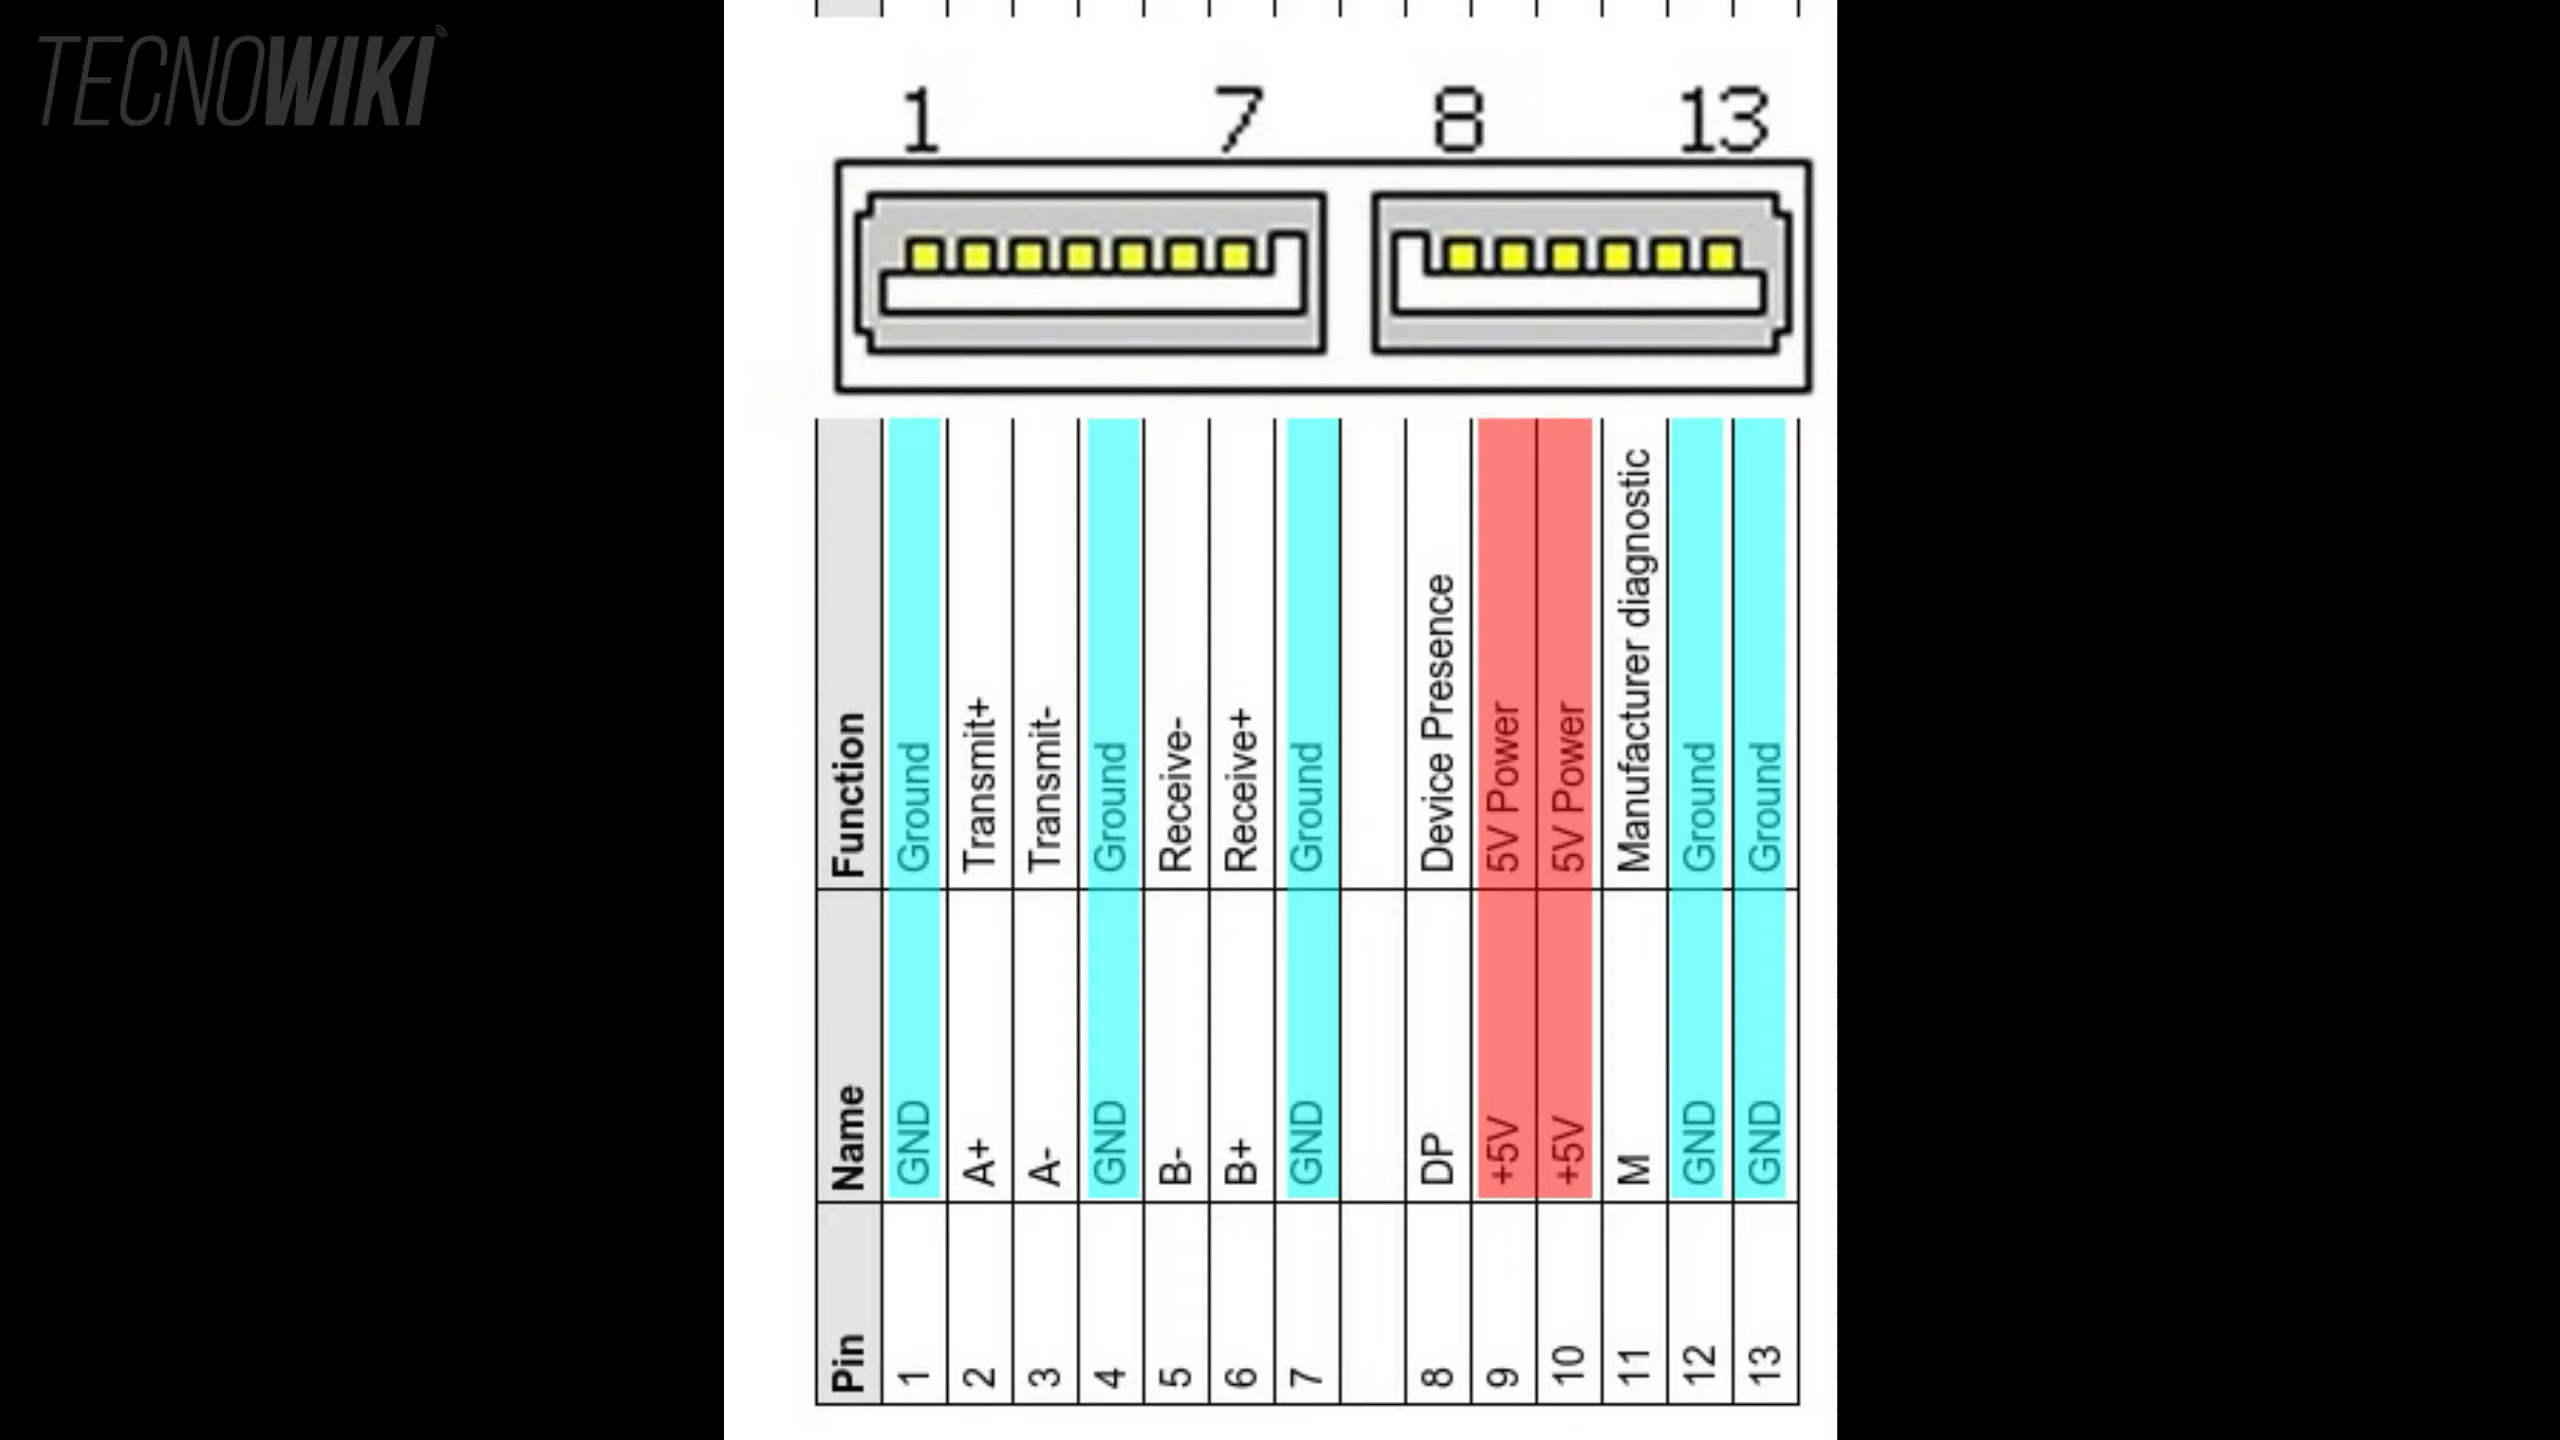 TECNOWIKI
1 7 8 13
Pin Name Function
1 GND Ground
2 A+ Transmit+
3 A- Transmit-
4 GND Ground
5 B- Receive-
6 B+ Receive+
7 GND Ground
8 DP Device Presence
9 +5V 5V Power
10 +5V 5V Power
11 M Manufacturer diagnostic
12 GND Ground
13 GND Ground